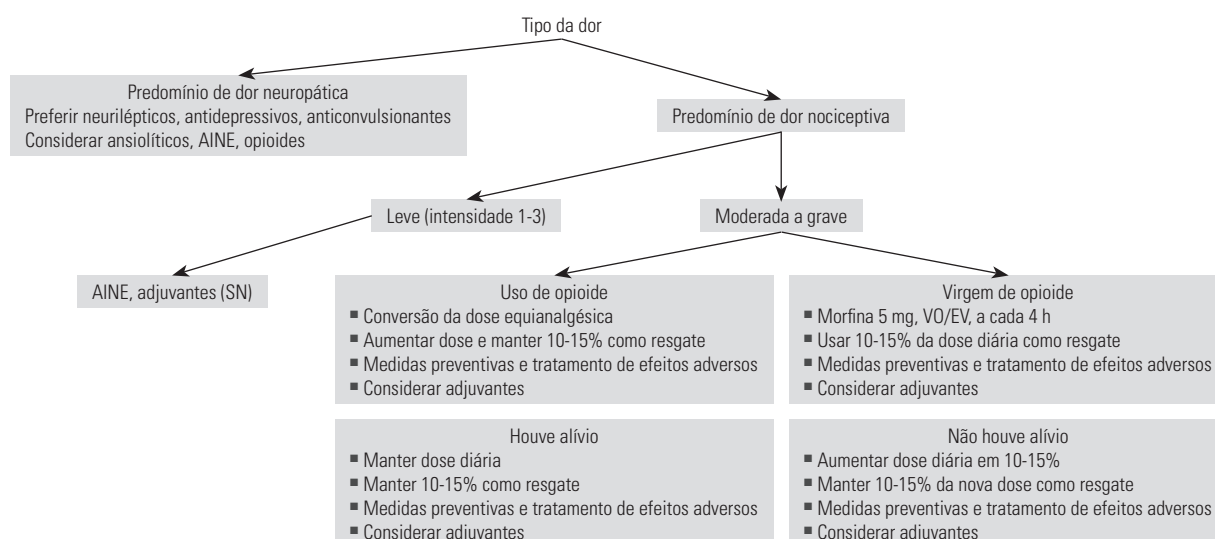 Tipo da dor
Predomínio de dor neuropática
Preferir neurilépticos, antidepressivos, anticonvulsionantes
Considerar ansiolíticos, AINE, opioides
Predomínio de dor nociceptiva
Leve (intensidade 1-3)
Moderada a grave
AINE, adjuvantes (SN)
Uso de opioide
▪ Conversão da dose equianalgésica
▪ Aumentar dose e manter 10-15% como resgate
▪ Medidas preventivas e tratamento de efeitos adversos
▪ Considerar adjuvantes
Virgem de opioide
▪ Morfina 5 mg, VO/EV, a cada 4 h
▪ Usar 10-15% da dose diária como resgate
▪ Medidas preventivas e tratamento de efeitos adversos
▪ Considerar adjuvantes
Houve alívio
▪ Manter dose diária
▪ Manter 10-15% como resgate
▪ Medidas preventivas e tratamento de efeitos adversos
▪ Considerar adjuvantes
Não houve alívio
▪ Aumentar dose diária em 10-15%
▪ Manter 10-15% da nova dose como resgate
▪ Medidas preventivas e tratamento de efeitos adversos
▪ Considerar adjuvantes